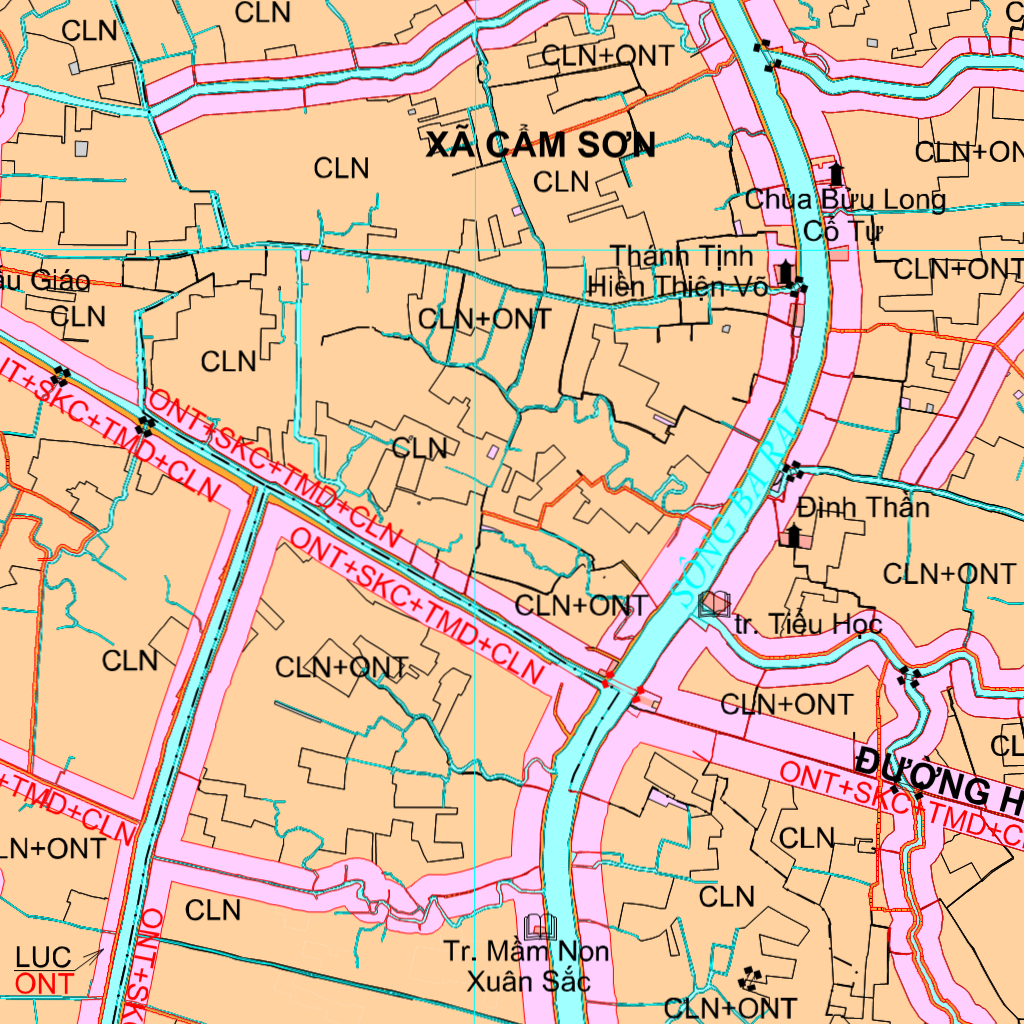 CLN
CLN
CLN+ONT
XÃ CẨM SƠN
CLN
CLN
CLN+ON
Chùa Bửu Long
Cổ Tự
Thánh Tịnh
Hiền Thiện Võ
CLN+ONT
Giáo
CLN
CLN+ONT
CLN
ONT+SKC+TMD+CLN
+SKC+TMD+CLN
CLN
SÔNG BA RÀI
Đình Thần
ONT+SKC+TMD+CLN
CLN+ONT
CLN+ONT
tr. Tiểu Học
CLN
CLN+ONT
CLN+ONT
ĐƯỜNG H
ONT+SKC+TMD+C
+TMD+CLN
CLN
LN+ONT
CLN
CLN
ONT+SK
Tr. Mầm Non
Xuân Sắc
LUC
ONT
CLN+ONT